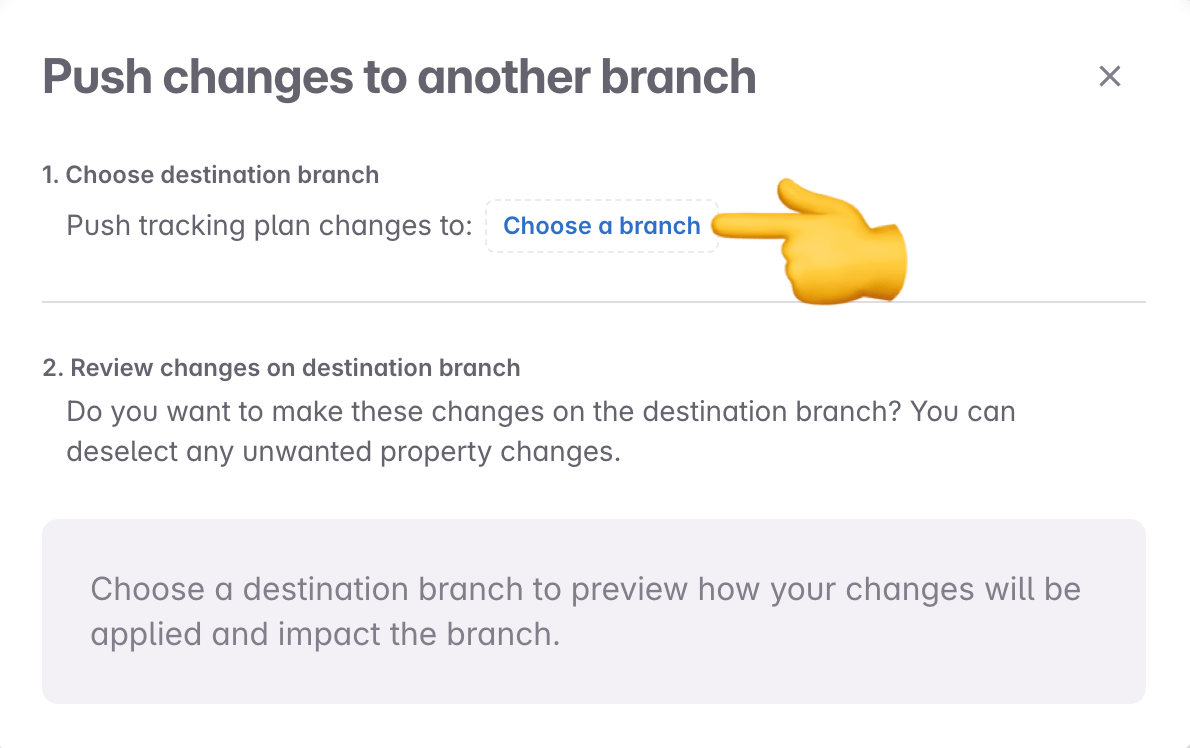 Push changes to another branch
1. Choose destination branch
Push tracking plan changes to: Choose a branch
2. Review changes on destination branch
Do you want to make these changes on the destination branch? You can
deselect any unwanted property changes.
Choose a destination branch to preview how your changes will be
applied and impact the branch.